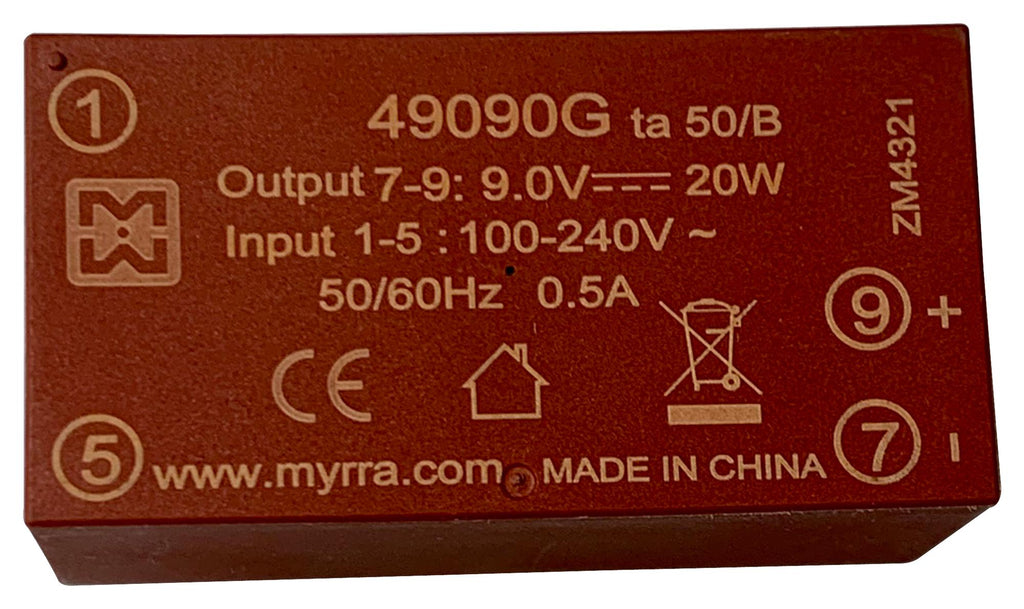 1
49090G ta 50/B
Output 7-9: 9.0V⎓ 20W
Input 1-5 : 100-240V ~
50/60Hz 0.5A
ZM4321
9 +
CE
5
www.myrra.com MADE IN CHINA
7 -